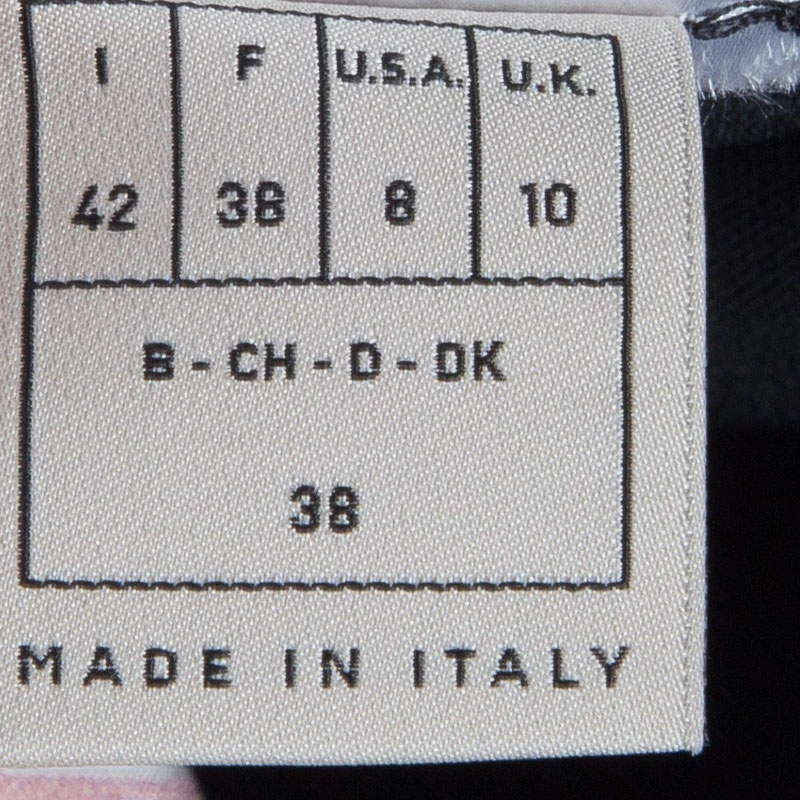 I F U.S.A. U.K.
42 38 8 10
B - CH - D - DK
38
MADE IN ITALY